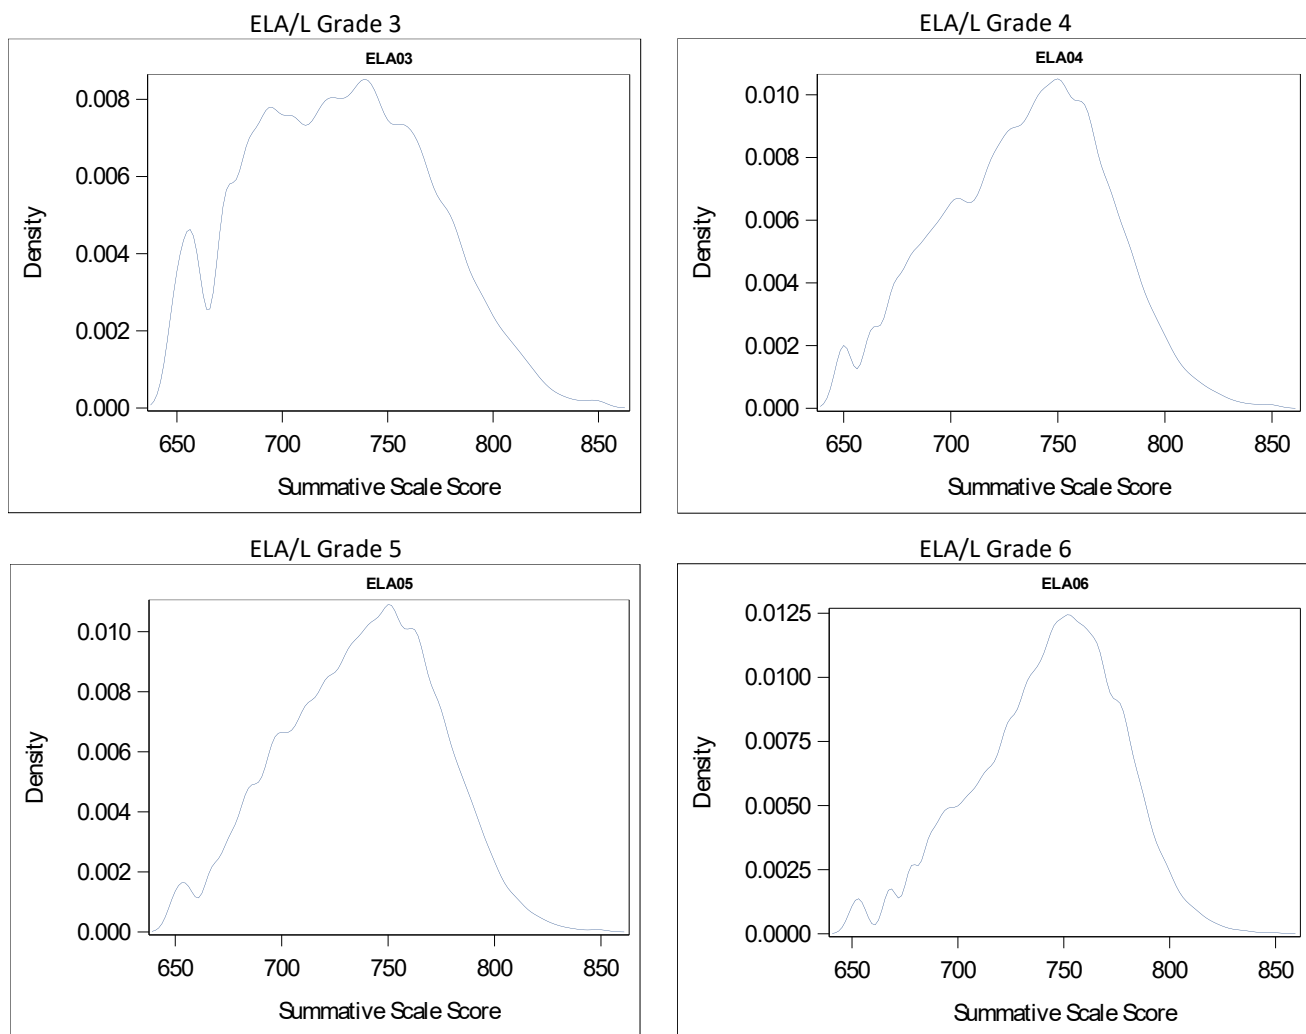 ELA/L Grade 3
ELA03
0.008
0.006
0.004
0.002
0.000
Density
650 700 750 800 850
Summative Scale Score
ELA/L Grade 4
ELA04
0.010
0.008
0.006
0.004
0.002
0.000
Density
650 700 750 800 850
Summative Scale Score
ELA/L Grade 5
ELA05
0.010
0.008
0.006
0.004
0.002
0.000
Density
650 700 750 800 850
Summative Scale Score
ELA/L Grade 6
ELA06
0.0125
0.0100
0.0075
0.0050
0.0025
0.0000
Density
650 700 750 800 850
Summative Scale Score